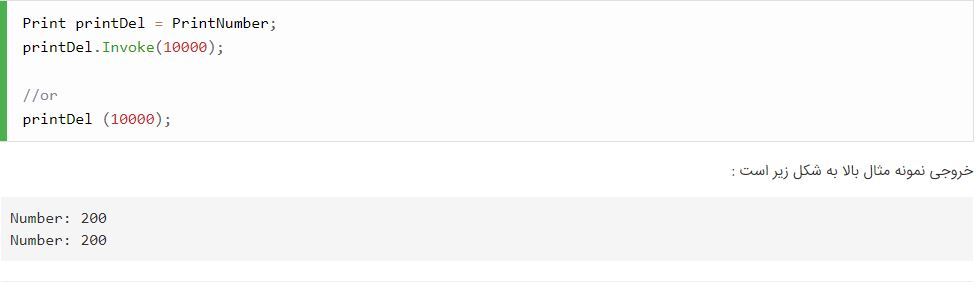 Print printDel = PrintNumber;
printDel.Invoke(10000);
//or
printDel (10000);
خروجی نمونه مثال بالا به شکل زیر است :
Number: 200
Number: 200